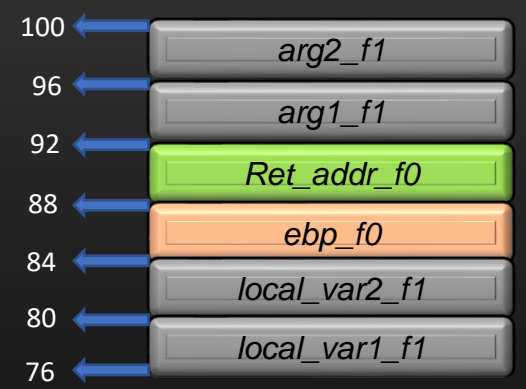 100
arg2_f1
96
arg1_f1
92
Ret_addr_f0
88
ebp_f0
84
local_var2_f1
80
local_var1_f1
76